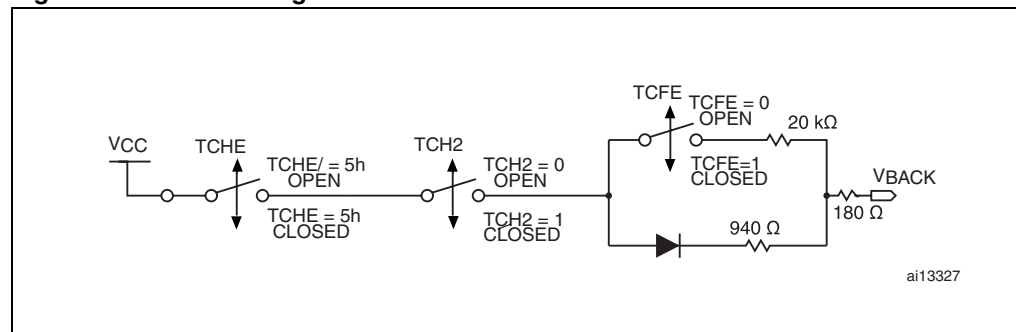 VCC
TCHE
TCHE/ = 5h
OPEN
TCHE = 5h
CLOSED
TCH2
TCH2 = 0
OPEN
TCH2 = 1
CLOSED
TCFE
TCFE = 0
OPEN
TCFE=1
CLOSED
20 kΩ
940 Ω
VBACK
180 Ω
ai13327